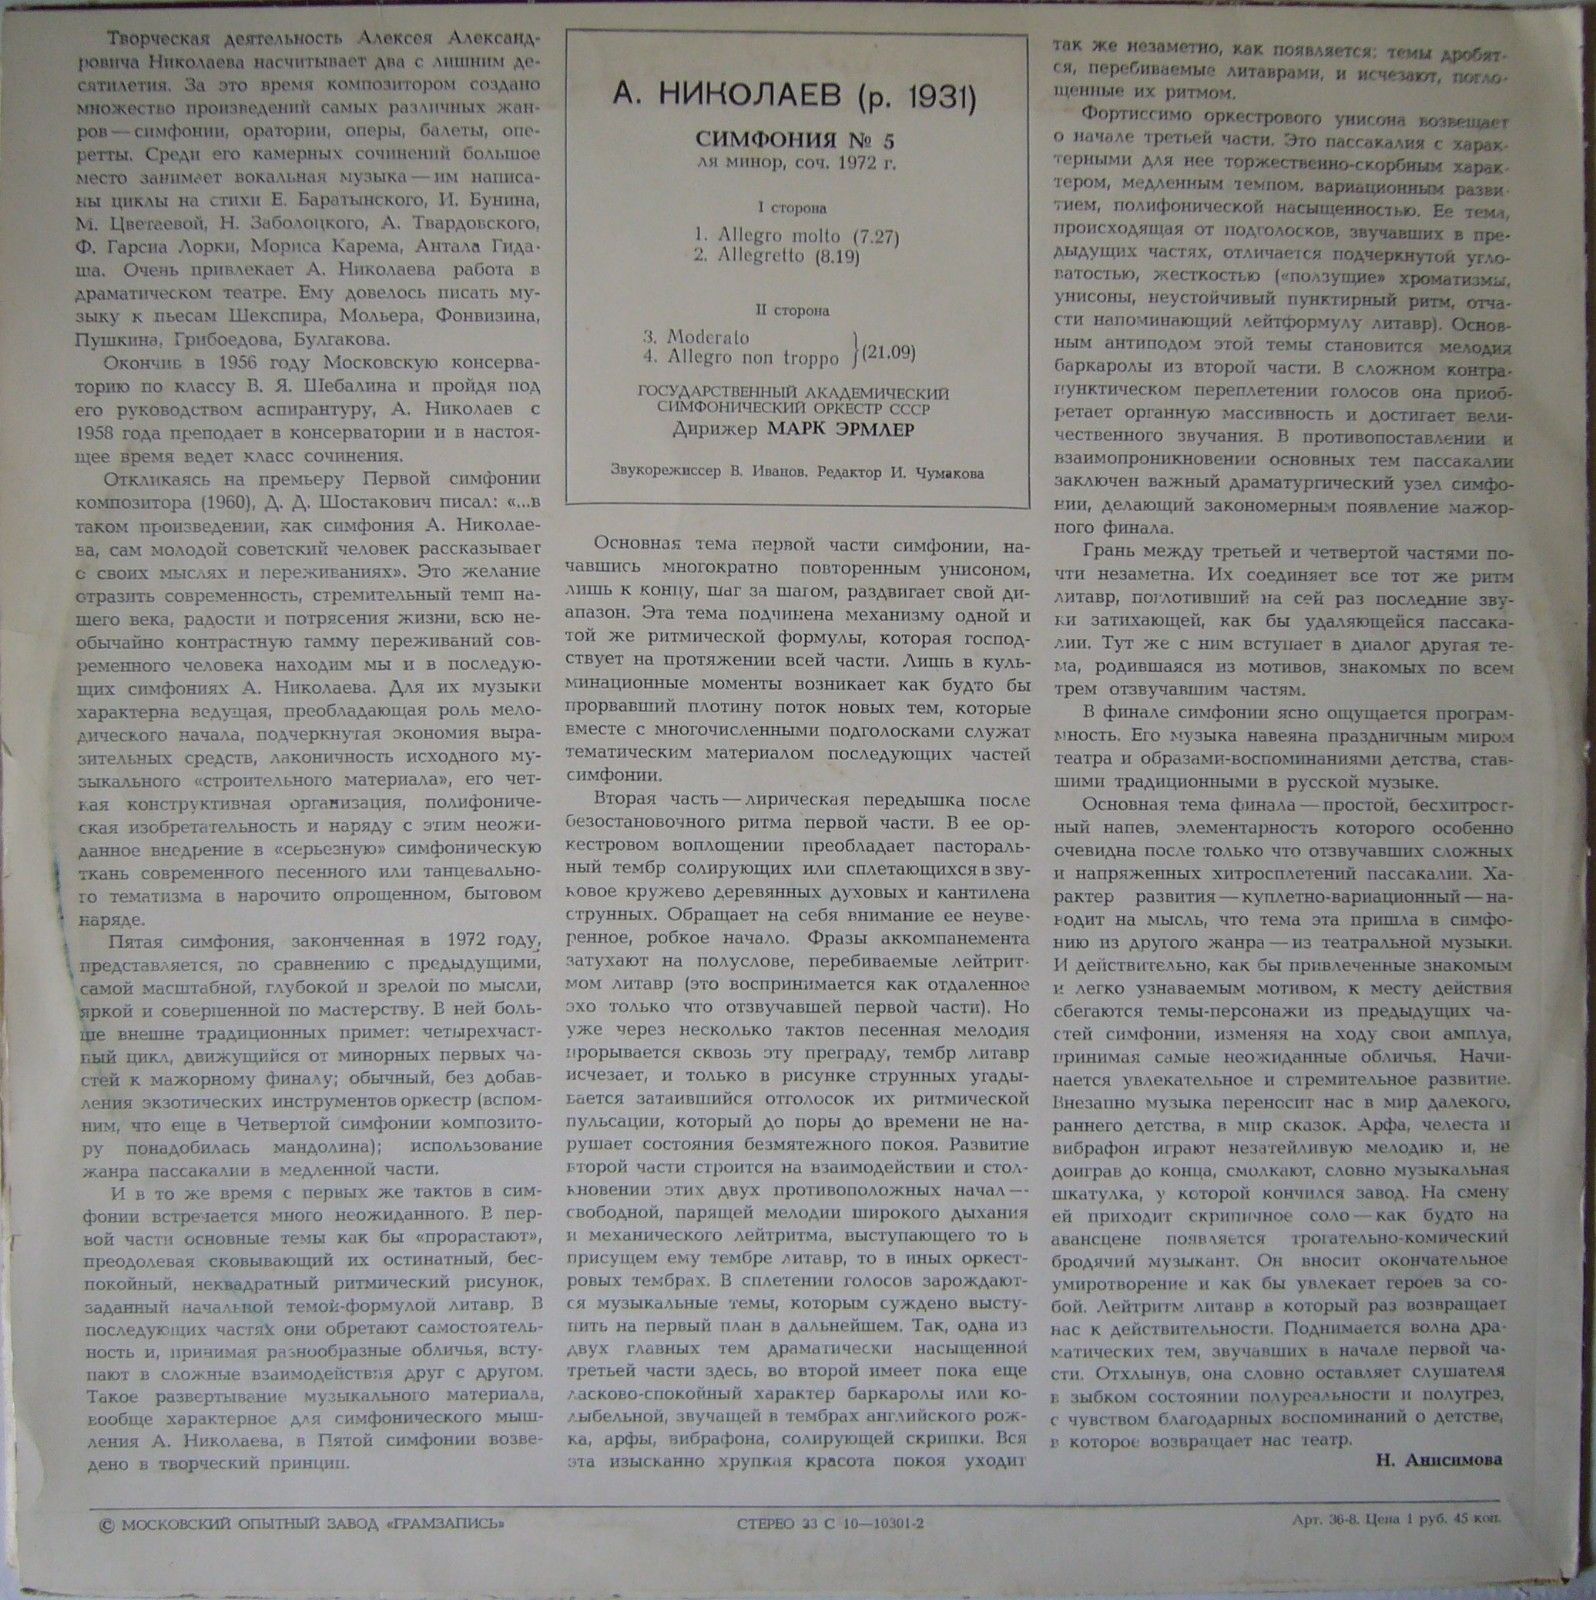 Творческая деятельность Алексея Александ-
ровича Николаева насчитывает два с лишним де-
сятилетия. За это время композитором создано
множество произведений самых различных жан-
ров — симфонии, оратории, оперы, балеты, опе-
ретты. Среди его камерных сочинений большое
место занимает вокальная музыка — им написа-
ны циклы на стихи Е. Баратынского, И. Бунина,
М. Цветаевой, Н. Заболоцкого, А. Твардовского,
Ф. Гарсиа Лорки, Мориса Карема, Антала Гида-
ша. Очень привлекает А. Николаева работа в
драматическом театре. Ему довелось писать му-
зыку к пьесам Шекспира, Мольера, Фонвизина,
Пушкина, Грибоедова, Булгакова.
Окончив в 1956 году Московскую консерва-
торию по классу В. Я. Шебалина и пройдя под
его руководством аспирантуру, А. Николаев с
1958 года преподает в консерватории и в настоя-
щее время ведет класс сочинения.
Откликаясь на премьеру Первой симфонии
композитора (1960), Д. Д. Шостакович писал: «...в
таком произведении, как симфония А. Николае-
ва, сам молодой советский человек рассказывает
о своих мыслях и переживаниях». Это желание
отразить современность, стремительный темп на-
шего века, радости и потрясения жизни, всю не-
обычайно контрастную гамму переживаний сов-
ременного человека находим мы и в последую-
щих симфониях А. Николаева. Для их музыки
характерна ведущая, преобладающая роль мело-
дического начала, подчеркнутая экономия выра-
зительных средств, лаконичность исходного му-
зыкального «строительного материала», его чет-
кая конструктивная организация, полифониче-
ская изобретательность и наряду с этим неожи-
данное внедрение в «серьезную» симфоническую
ткань современного песенного или танцевально-
го тематизма в нарочито опрощенном, бытовом
наряде.
Пятая симфония, законченная в 1972 году,
представляется, по сравнению с предыдущими,
самой масштабной, глубокой и зрелой по мысли,
яркой и совершенной по мастерству. В ней боль-
ше внешне традиционных примет: четырехчаст-
ный цикл, движущийся от минорных первых ча-
стей к мажорному финалу; обычный, без добав-
ления экзотических инструментов оркестр (вспом-
ним, что еще в Четвертой симфонии композито-
ру понадобилась мандолина); использование
жанра пассакалии в медленной части.
И в то же время с первых же тактов в сим-
фонии встречается много неожиданного. В пер-
вой части основные темы как бы «прорастают»,
преодолевая сковывающий их остинатный, бес-
покойный, неквадратный ритмический рисунок,
заданный начальной темой-формулой литавр. В
последующих частях они обретают самостоятель-
ность и, принимая разнообразные обличья, всту-
пают в сложные взаимодействия друг с другом.
Такое развертывание музыкального материала,
вообще характерное для симфонического мыш-
ления А. Николаева, в Пятой симфонии возве-
дено в творческий принцип.
А. НИКОЛАЕВ (р. 1931)
СИМФОНИЯ № 5
ля минор, соч. 1972 г.
I сторона
1. Allegro molto (7.27)
2. Allegretto (8.19)
II сторона
3. Moderato
4. Allegro non troppo } (21.09)
ГОСУДАРСТВЕННЫЙ АКАДЕМИЧЕСКИЙ
СИМФОНИЧЕСКИЙ ОРКЕСТР СССР
Дирижер МАРК ЭРМЛЕР
Звукорежиссер В. Иванов. Редактор И. Чумакова
Основная тема первой части симфонии, на-
чавшись многократно повторенным унисоном,
лишь к концу, шаг за шагом, раздвигает свой ди-
апазон. Эта тема подчинена механизму одной и
той же ритмической формулы, которая господ-
ствует на протяжении всей части. Лишь в куль-
минационные моменты возникает как будто бы
прорвавший плотину поток новых тем, которые
вместе с многочисленными подголосками служат
тематическим материалом последующих частей
симфонии.
Вторая часть — лирическая передышка после
безостановочного ритма первой части. В ее ор-
кестровом воплощении преобладает пастораль-
ный тембр солирующих или сплетающихся в зву-
ковое кружево деревянных духовых и кантилена
струнных. Обращает на себя внимание ее неуве-
ренное, робкое начало. Фразы аккомпанемента
затухают на полуслове, перебиваемые лейтрит-
мом литавр (это воспринимается как отдаленное
эхо только что отзвучавшей первой части). Но
уже через несколько тактов песенная мелодия
прорывается сквозь эту преграду, тембр литавр
исчезает, и только в рисунке струнных угады-
вается затаившийся отголосок их ритмической
пульсации, который до поры до времени не на-
рушает состояния безмятежного покоя. Развитие
второй части строится на взаимодействии и стол-
кновении этих двух противоположных начал —
свободной, парящей мелодии широкого дыхания
и механического лейтритма, выступающего то в
присущем ему тембре литавр, то в иных оркест-
ровых тембрах. В сплетении голосов зарождают-
ся музыкальные темы, которым суждено высту-
пить на первый план в дальнейшем. Так, одна из
двух главных тем драматически насыщенной
третьей части здесь, во второй имеет пока еще
ласково-спокойный характер баркаролы или ко-
лыбельной, звучащей в тембрах английского рож-
ка, арфы, вибрафона, солирующей скрипки. Вся
эта изысканно хрупкая красота покоя уходит
так же незаметно, как появляется: темы дробят-
ся, перебиваемые литаврами, и исчезают, погло-
щенные их ритмом.
Фортиссимо оркестрового унисона возвещает
о начале третьей части. Это пассакалия с харак-
терными для нее торжественно-скорбным харак-
тером, медленным темпом, вариационным разви-
тием, полифонической насыщенностью. Ее тема,
происходящая от подголосков, звучавших в пре-
дыдущих частях, отличается подчеркнутой угло-
ватостью, жесткостью («ползущие» хроматизмы,
унисоны, неустойчивый пунктирный ритм, отча-
сти напоминающий лейтформулу литавр). Основ-
ным антиподом этой темы становится мелодия
баркаролы из второй части. В сложном контра-
пунктическом переплетении голосов она приоб-
ретает органную массивность и достигает вели-
чественного звучания. В противопоставлении и
взаимопроникновении основных тем пассакалии
заключен важный драматургический узел симфо-
нии, делающий закономерным появление мажор-
ного финала.
Грань между третьей и четвертой частями по-
чти незаметна. Их соединяет все тот же ритм
литавр, поглотивший на сей раз последние зву-
ки затихающей, как бы удаляющейся пассака-
лии. Тут же с ним вступает в диалог другая те-
ма, родившаяся из мотивов, знакомых по всем
трем отзвучавшим частям.
В финале симфонии ясно ощущается програм-
мность. Его музыка навеяна праздничным миром
театра и образами-воспоминаниями детства, став-
шими традиционными в русской музыке.
Основная тема финала — простой, бесхитрост-
ный напев, элементарность которого особенно
очевидна после только что отзвучавших сложных
и напряженных хитросплетений пассакалии. Ха-
рактер развития — куплетно-вариационный — на-
водит на мысль, что тема эта пришла в симфо-
нию из другого жанра — из театральной музыки.
И действительно, как бы привлеченные знакомым
и легко узнаваемым мотивом, к месту действия
сбегаются темы-персонажи из предыдущих ча-
стей симфонии, изменяя на ходу свои амплуа,
принимая самые неожиданные обличья. Начи-
нается увлекательное и стремительное развитие.
Внезапно музыка переносит нас в мир далекого,
раннего детства, в мир сказок. Арфа, челеста и
вибрафон играют незатейливую мелодию и, не
доиграв до конца, смолкают, словно музыкальная
шкатулка, у которой кончился завод. На смену
ей приходит скрипичное соло — как будто на
авансцене появляется трогательно-комический
бродячий музыкант. Он вносит окончательное
умиротворение и как бы увлекает героев за со-
бой. Лейтритм литавр в который раз возвращает
нас к действительности. Поднимается волна дра-
матических тем, звучавших в начале первой ча-
сти. Отхлынув, она словно оставляет слушателя
в зыбком состоянии полуреальности и полугрез,
с чувством благодарных воспоминаний о детстве,
в которое возвращает нас театр.
Н. Анисимова
© МОСКОВСКИЙ ОПЫТНЫЙ ЗАВОД «ГРАМЗАПИСЬ»
СТЕРЕО 33 С 10—10301-2
Арт. 36-8. Цена 1 руб. 45 коп.